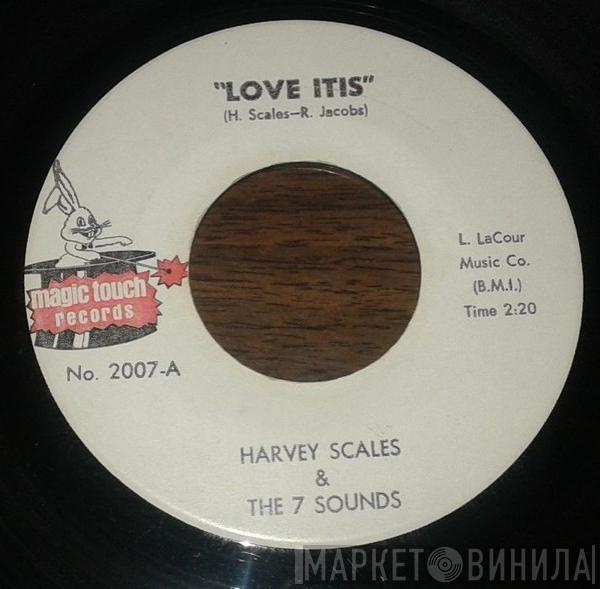 "LOVE ITIS"
(H. Scales—R. Jacobs)
magic touch
records
No. 2007-A
L. LaCour
Music Co.
(B.M.I.)
Time 2:20
HARVEY SCALES
&
THE 7 SOUNDS
МАРКЕТ ВИНИЛА